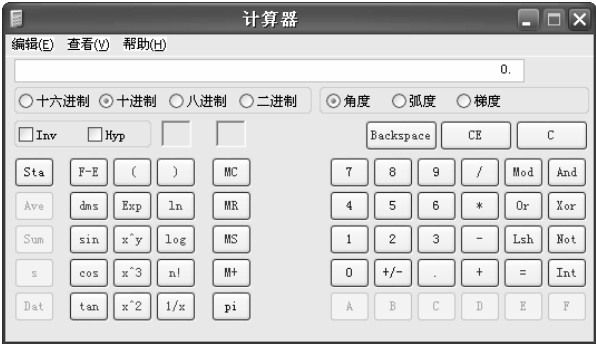 计算器
编辑(E) 查看(V) 帮助(H)
0.
十六进制 十进制 八进制 二进制 角度 弧度 梯度
Inv Hyp Backspace CE C
Sta F-E ( ) MC 7 8 9 / Mod And
Ave dms Exp ln MR 4 5 6 * Or Xor
Sum sin x^y log MS 1 2 3 - Lsh Not
s cos x^3 n! M+ 0 +/- . + = Int
Dat tan x^2 1/x pi A B C D E F